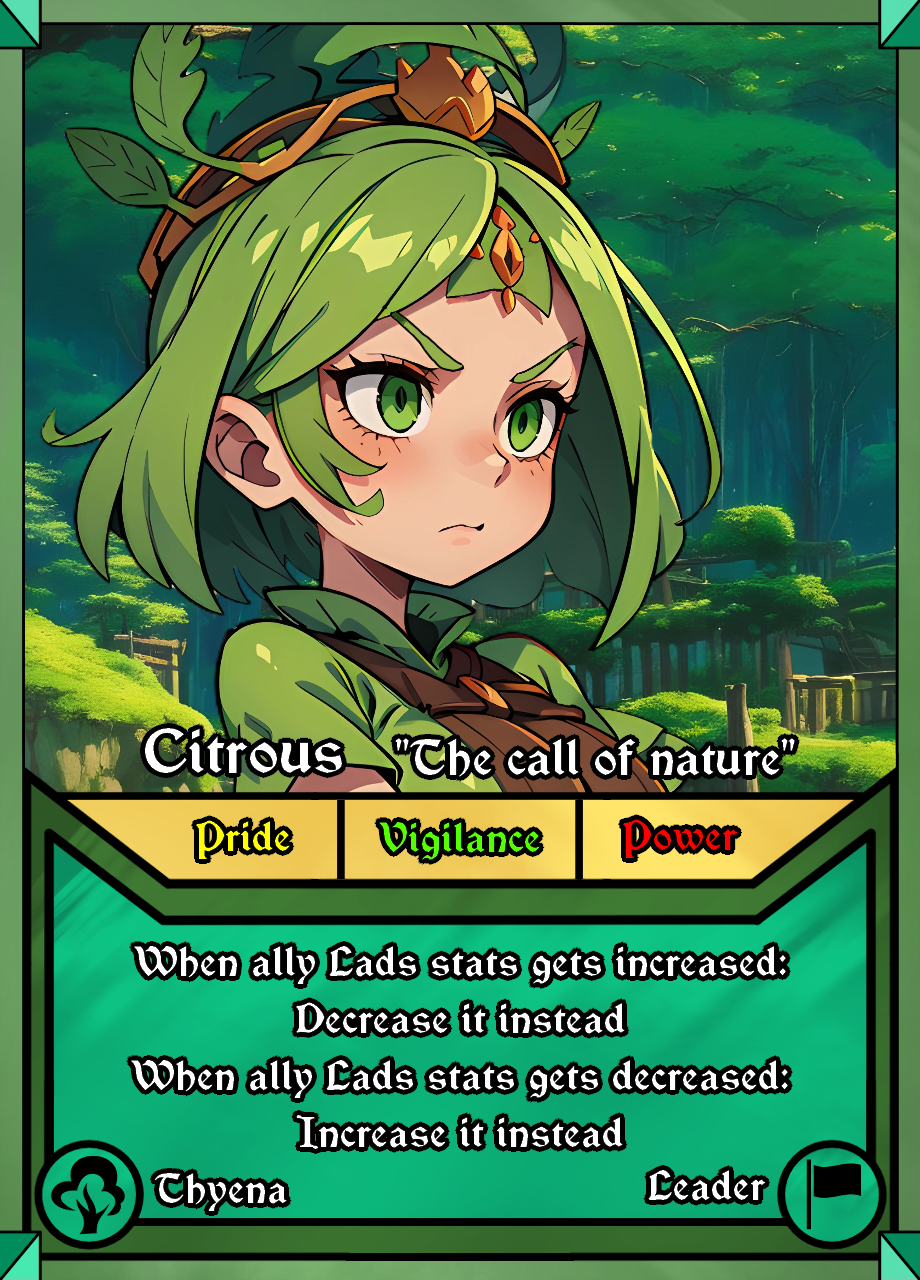 Citrous "The call of nature"
Pride Vigilance Power
When ally Lads stats gets increased:
Decrease it instead
When ally Lads stats gets decreased:
Increase it instead
Thyena Leader